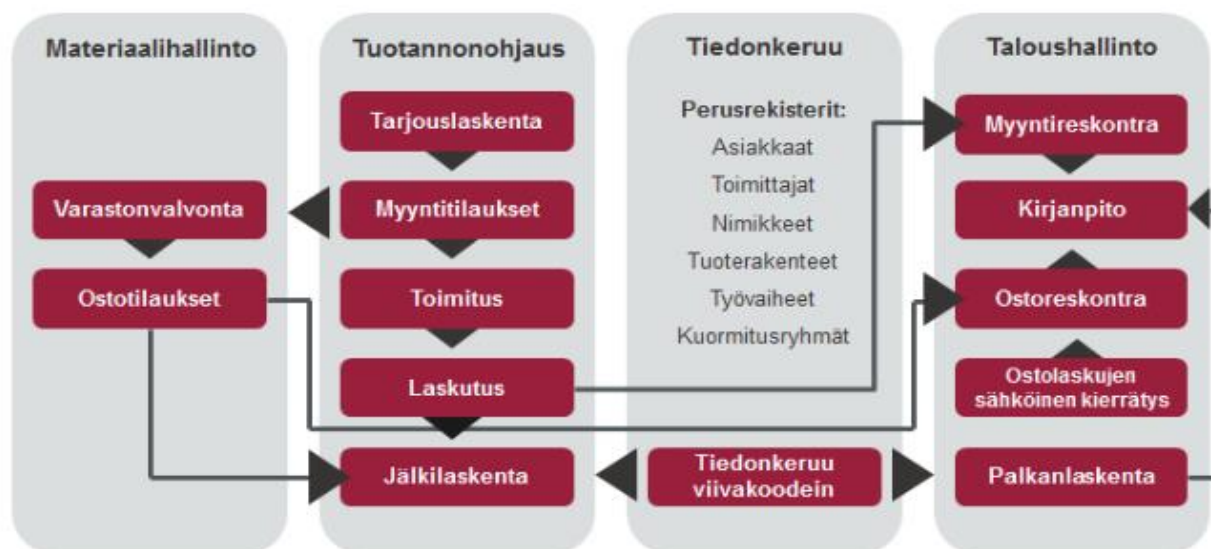 Materiaalihallinto
Varastonvalvonta
Ostotilaukset
Tuotannonohjaus
Tarjouslaskenta
Myyntitilaukset
Toimitus
Laskutus
Jälkilaskenta
Tiedonkeruu
Perusrekisterit:
Asiakkaat
Toimittajat
Nimikkeet
Tuoterakenteet
Työvaiheet
Kuormitusryhmät
Tiedonkeruu
viivakoodein
Taloushallinto
Myyntireskontra
Kirjanpito
Ostoreskontra
Ostolaskujen
sähköinen kierrätys
Palkanlaskenta